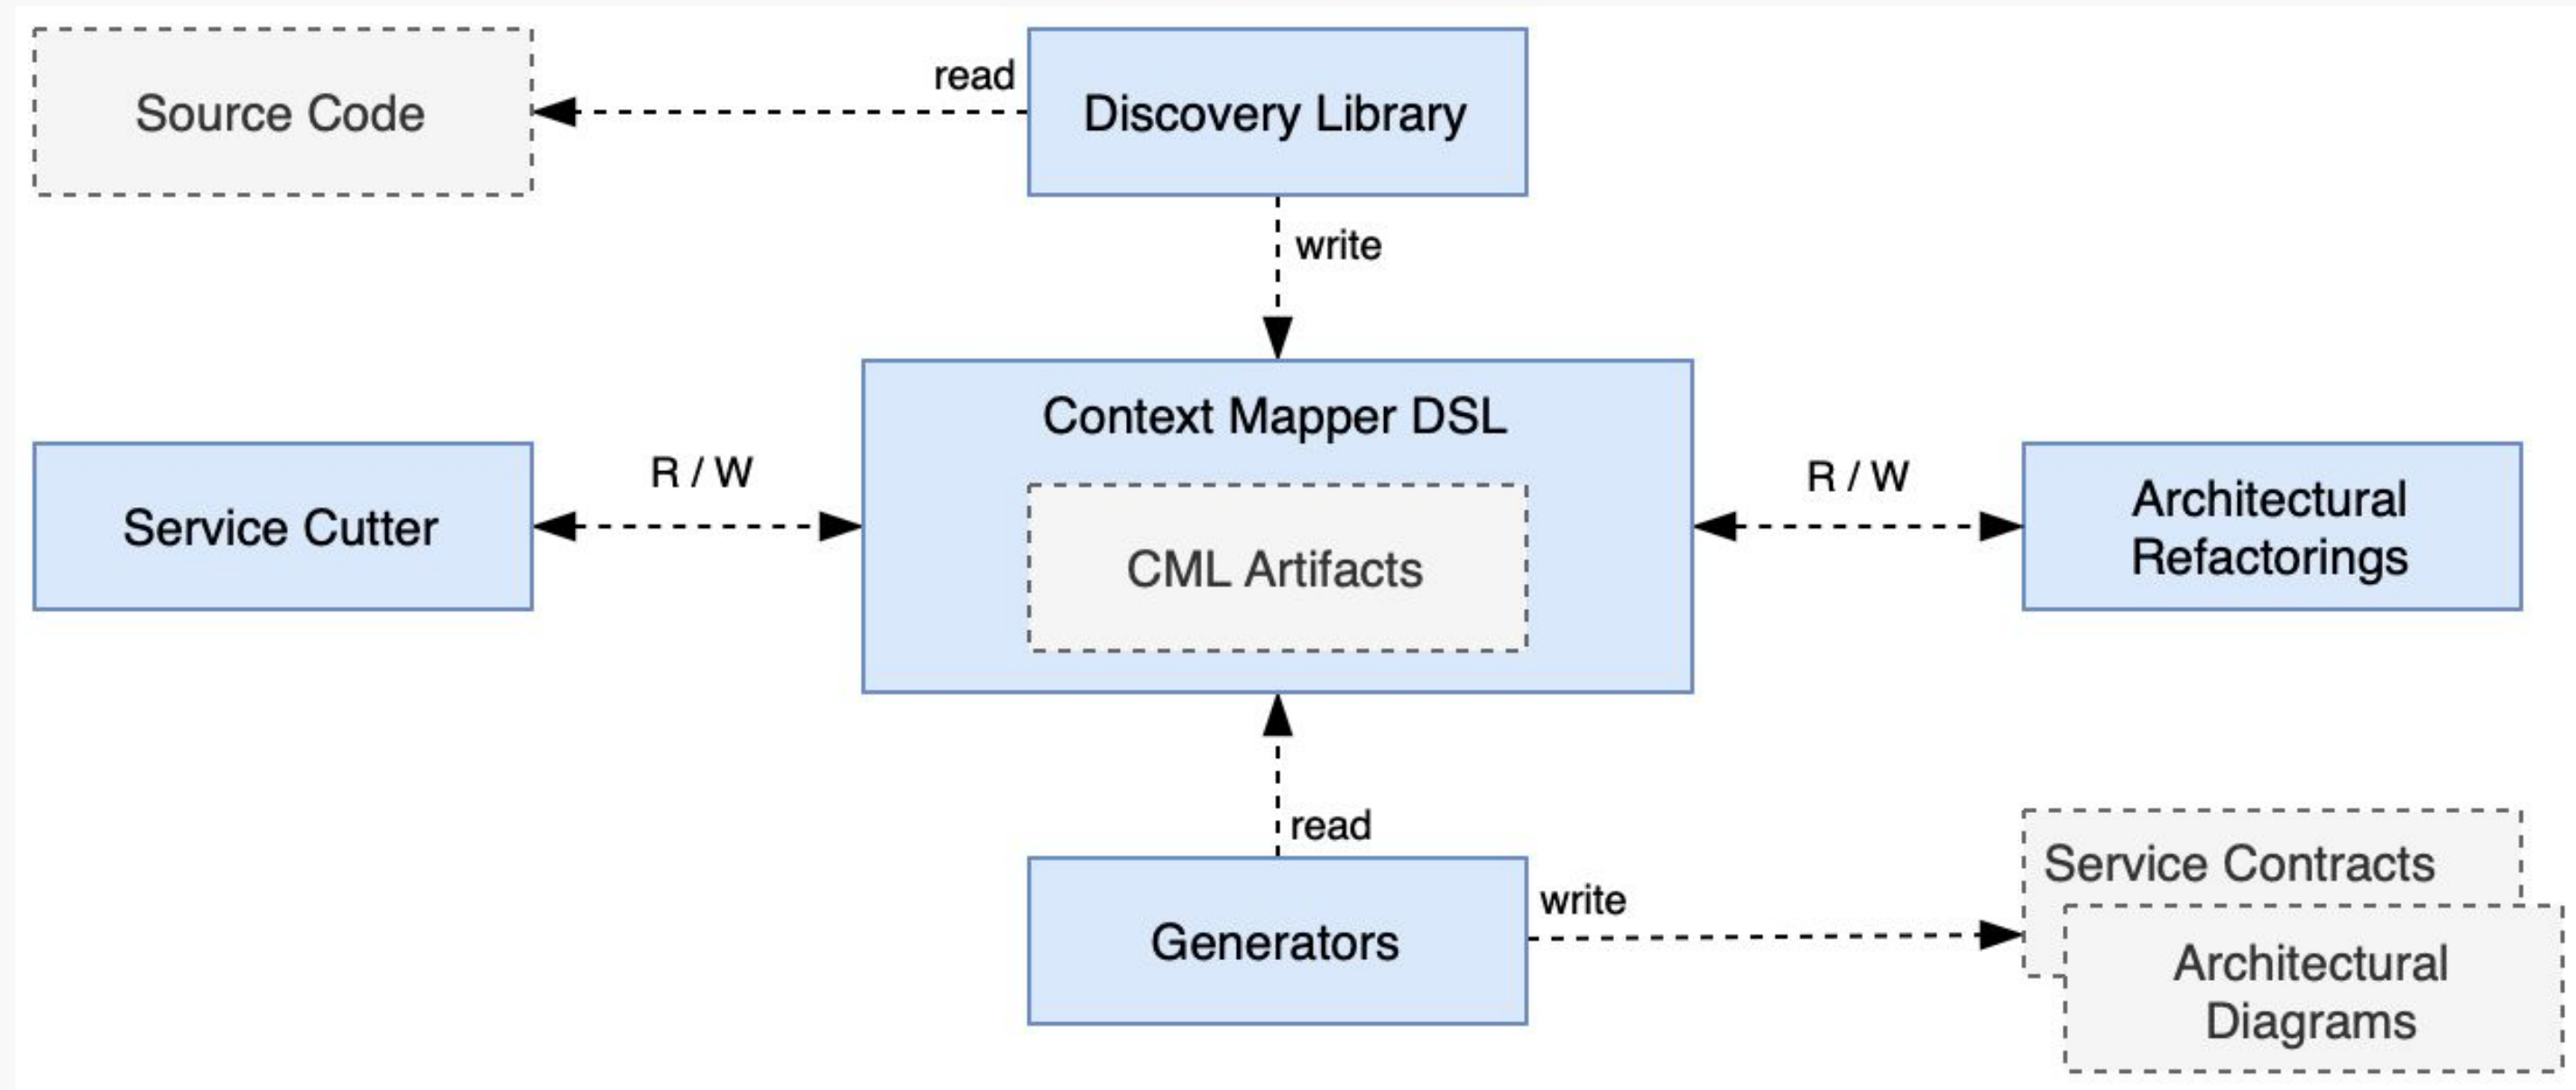 Source Code
read
Discovery Library
write
Context Mapper DSL
R / W
Service Cutter
CML Artifacts
R / W
Architectural
Refactorings
read
Generators
write
Service Contracts
Architectural
Diagrams